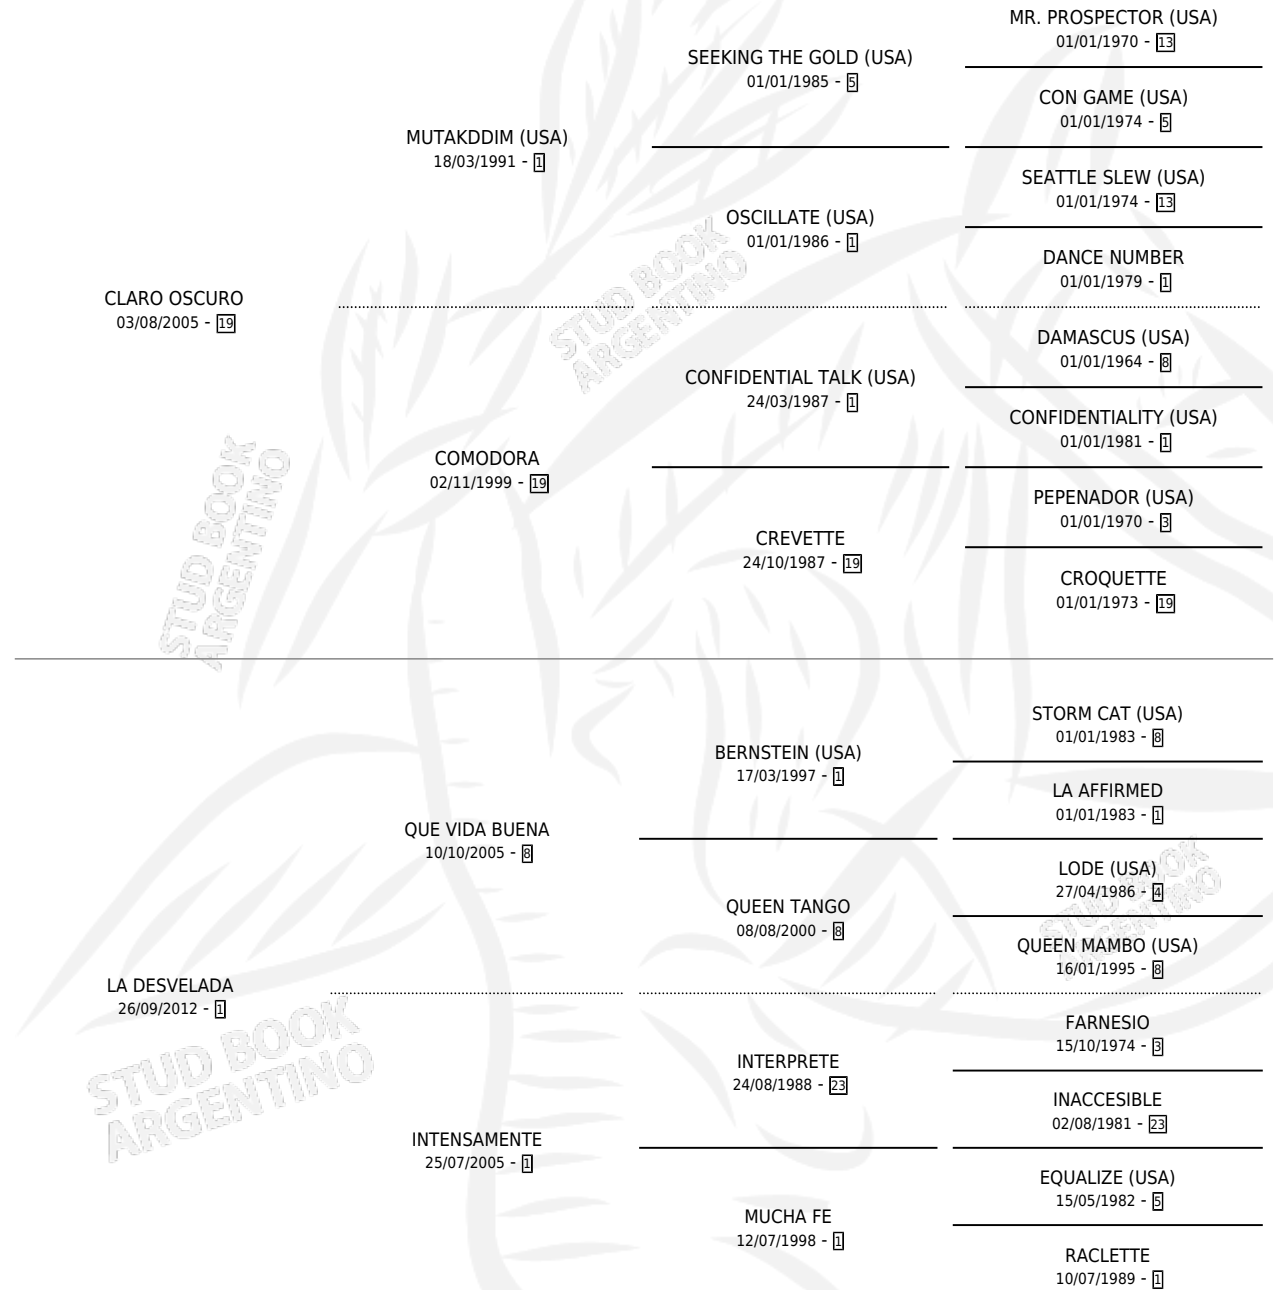 MR. PROSPECTOR (USA)
01/01/1970 - 13
SEEKING THE GOLD (USA)
01/01/1985 - 5
CON GAME (USA)
01/01/1974 - 5
MUTAKDDIM (USA)
18/03/1991 - 1
SEATTLE SLEW (USA)
01/01/1974 - 13
OSCILLATE (USA)
01/01/1986 - 1
DANCE NUMBER
01/01/1979 - 1
CLARO OSCURO
03/08/2005 - 19
DAMASCUS (USA)
01/01/1964 - 8
CONFIDENTIAL TALK (USA)
24/03/1987 - 1
CONFIDENTIALITY (USA)
01/01/1981 - 1
COMODORA
02/11/1999 - 19
PEPENADOR (USA)
01/01/1970 - 3
CREVETTE
24/10/1987 - 19
CROQUETTE
01/01/1973 - 19
STORM CAT (USA)
01/01/1983 - 8
BERNSTEIN (USA)
17/03/1997 - 1
LA AFFIRMED
01/01/1983 - 1
QUE VIDA BUENA
10/10/2005 - 8
LODE (USA)
27/04/1986 - 4
QUEEN TANGO
08/08/2000 - 8
QUEEN MAMBO (USA)
16/01/1995 - 8
LA DESVELADA
26/09/2012 - 1
FARNESIO
15/10/1974 - 3
INTERPRETE
24/08/1988 - 23
INACCESIBLE
02/08/1981 - 23
INTENSAMENTE
25/07/2005 - 1
EQUALIZE (USA)
15/05/1982 - 5
MUCHA FE
12/07/1998 - 1
RACLETTE
10/07/1989 - 1
STUD BOOK
ARGENTINO
STUD BOOK
ARGENTINO
STUD BOOK
ARGENTINO
STUD BOOK
ARGENTINO